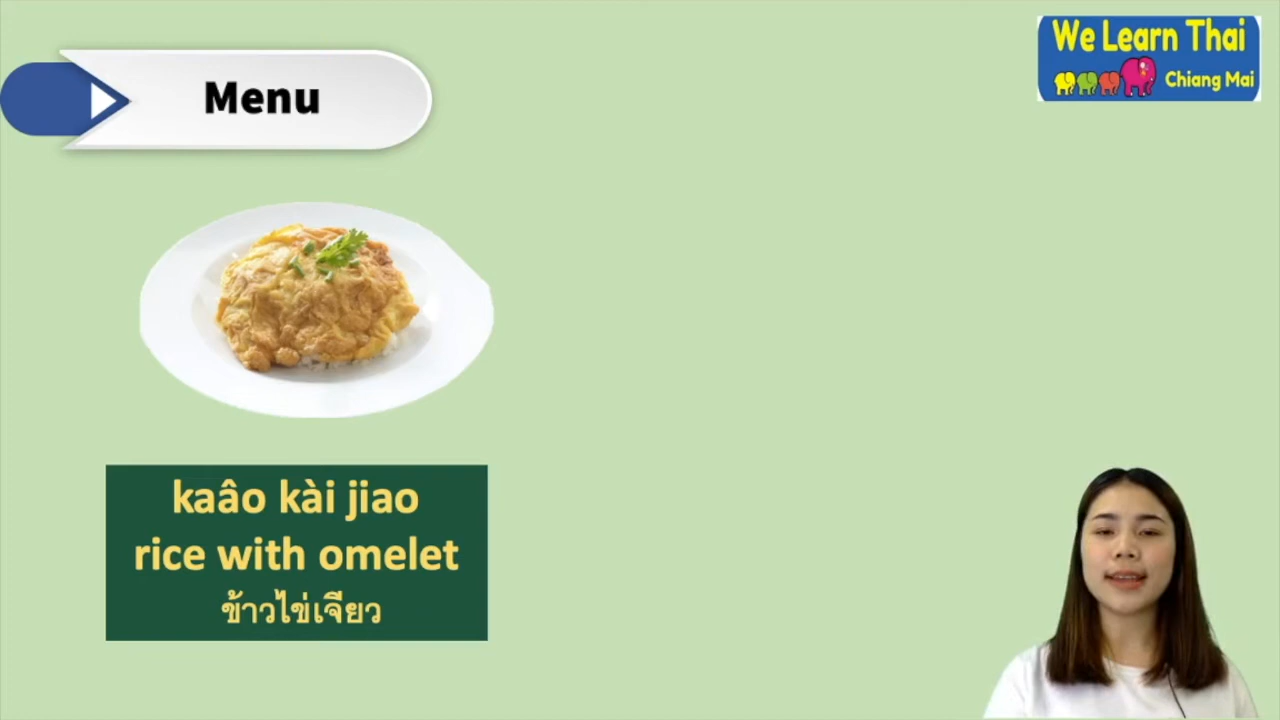 Menu
We Learn Thai
Chiang Mai
kaâo kài jiao
rice with omelet
ข้าวไข่เจียว